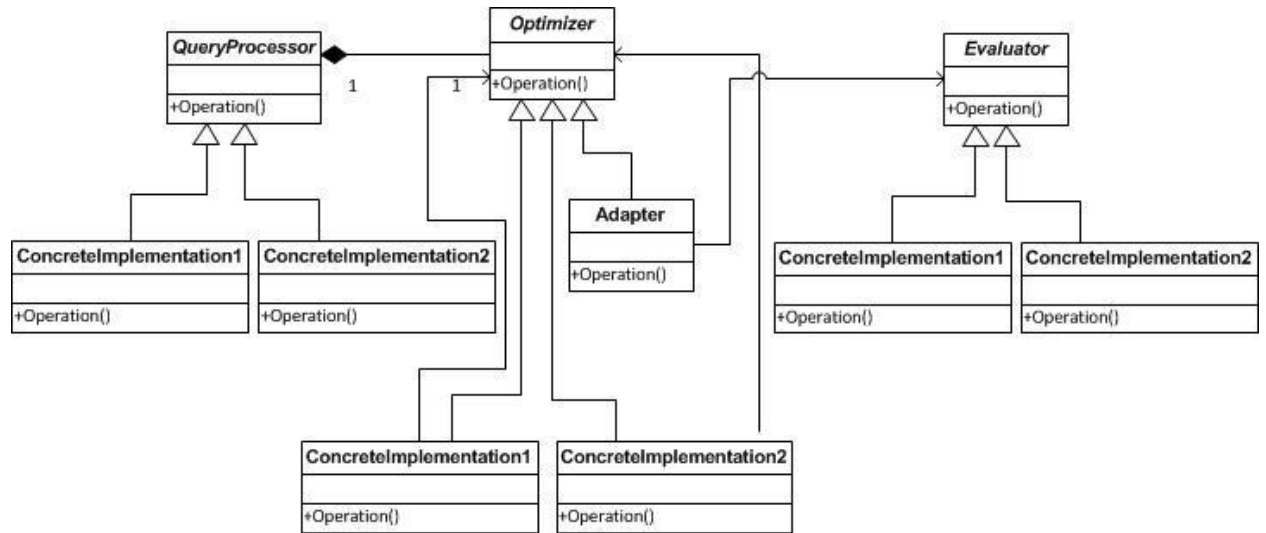 Optimizer
QueryProcessor
Evaluator
1
1
+Operation()
+Operation()
+Operation()
Adapter
+Operation()
ConcreteImplementation1
ConcreteImplementation2
ConcreteImplementation1
ConcreteImplementation2
+Operation()
+Operation()
+Operation()
+Operation()
ConcreteImplementation1
ConcreteImplementation2
+Operation()
+Operation()